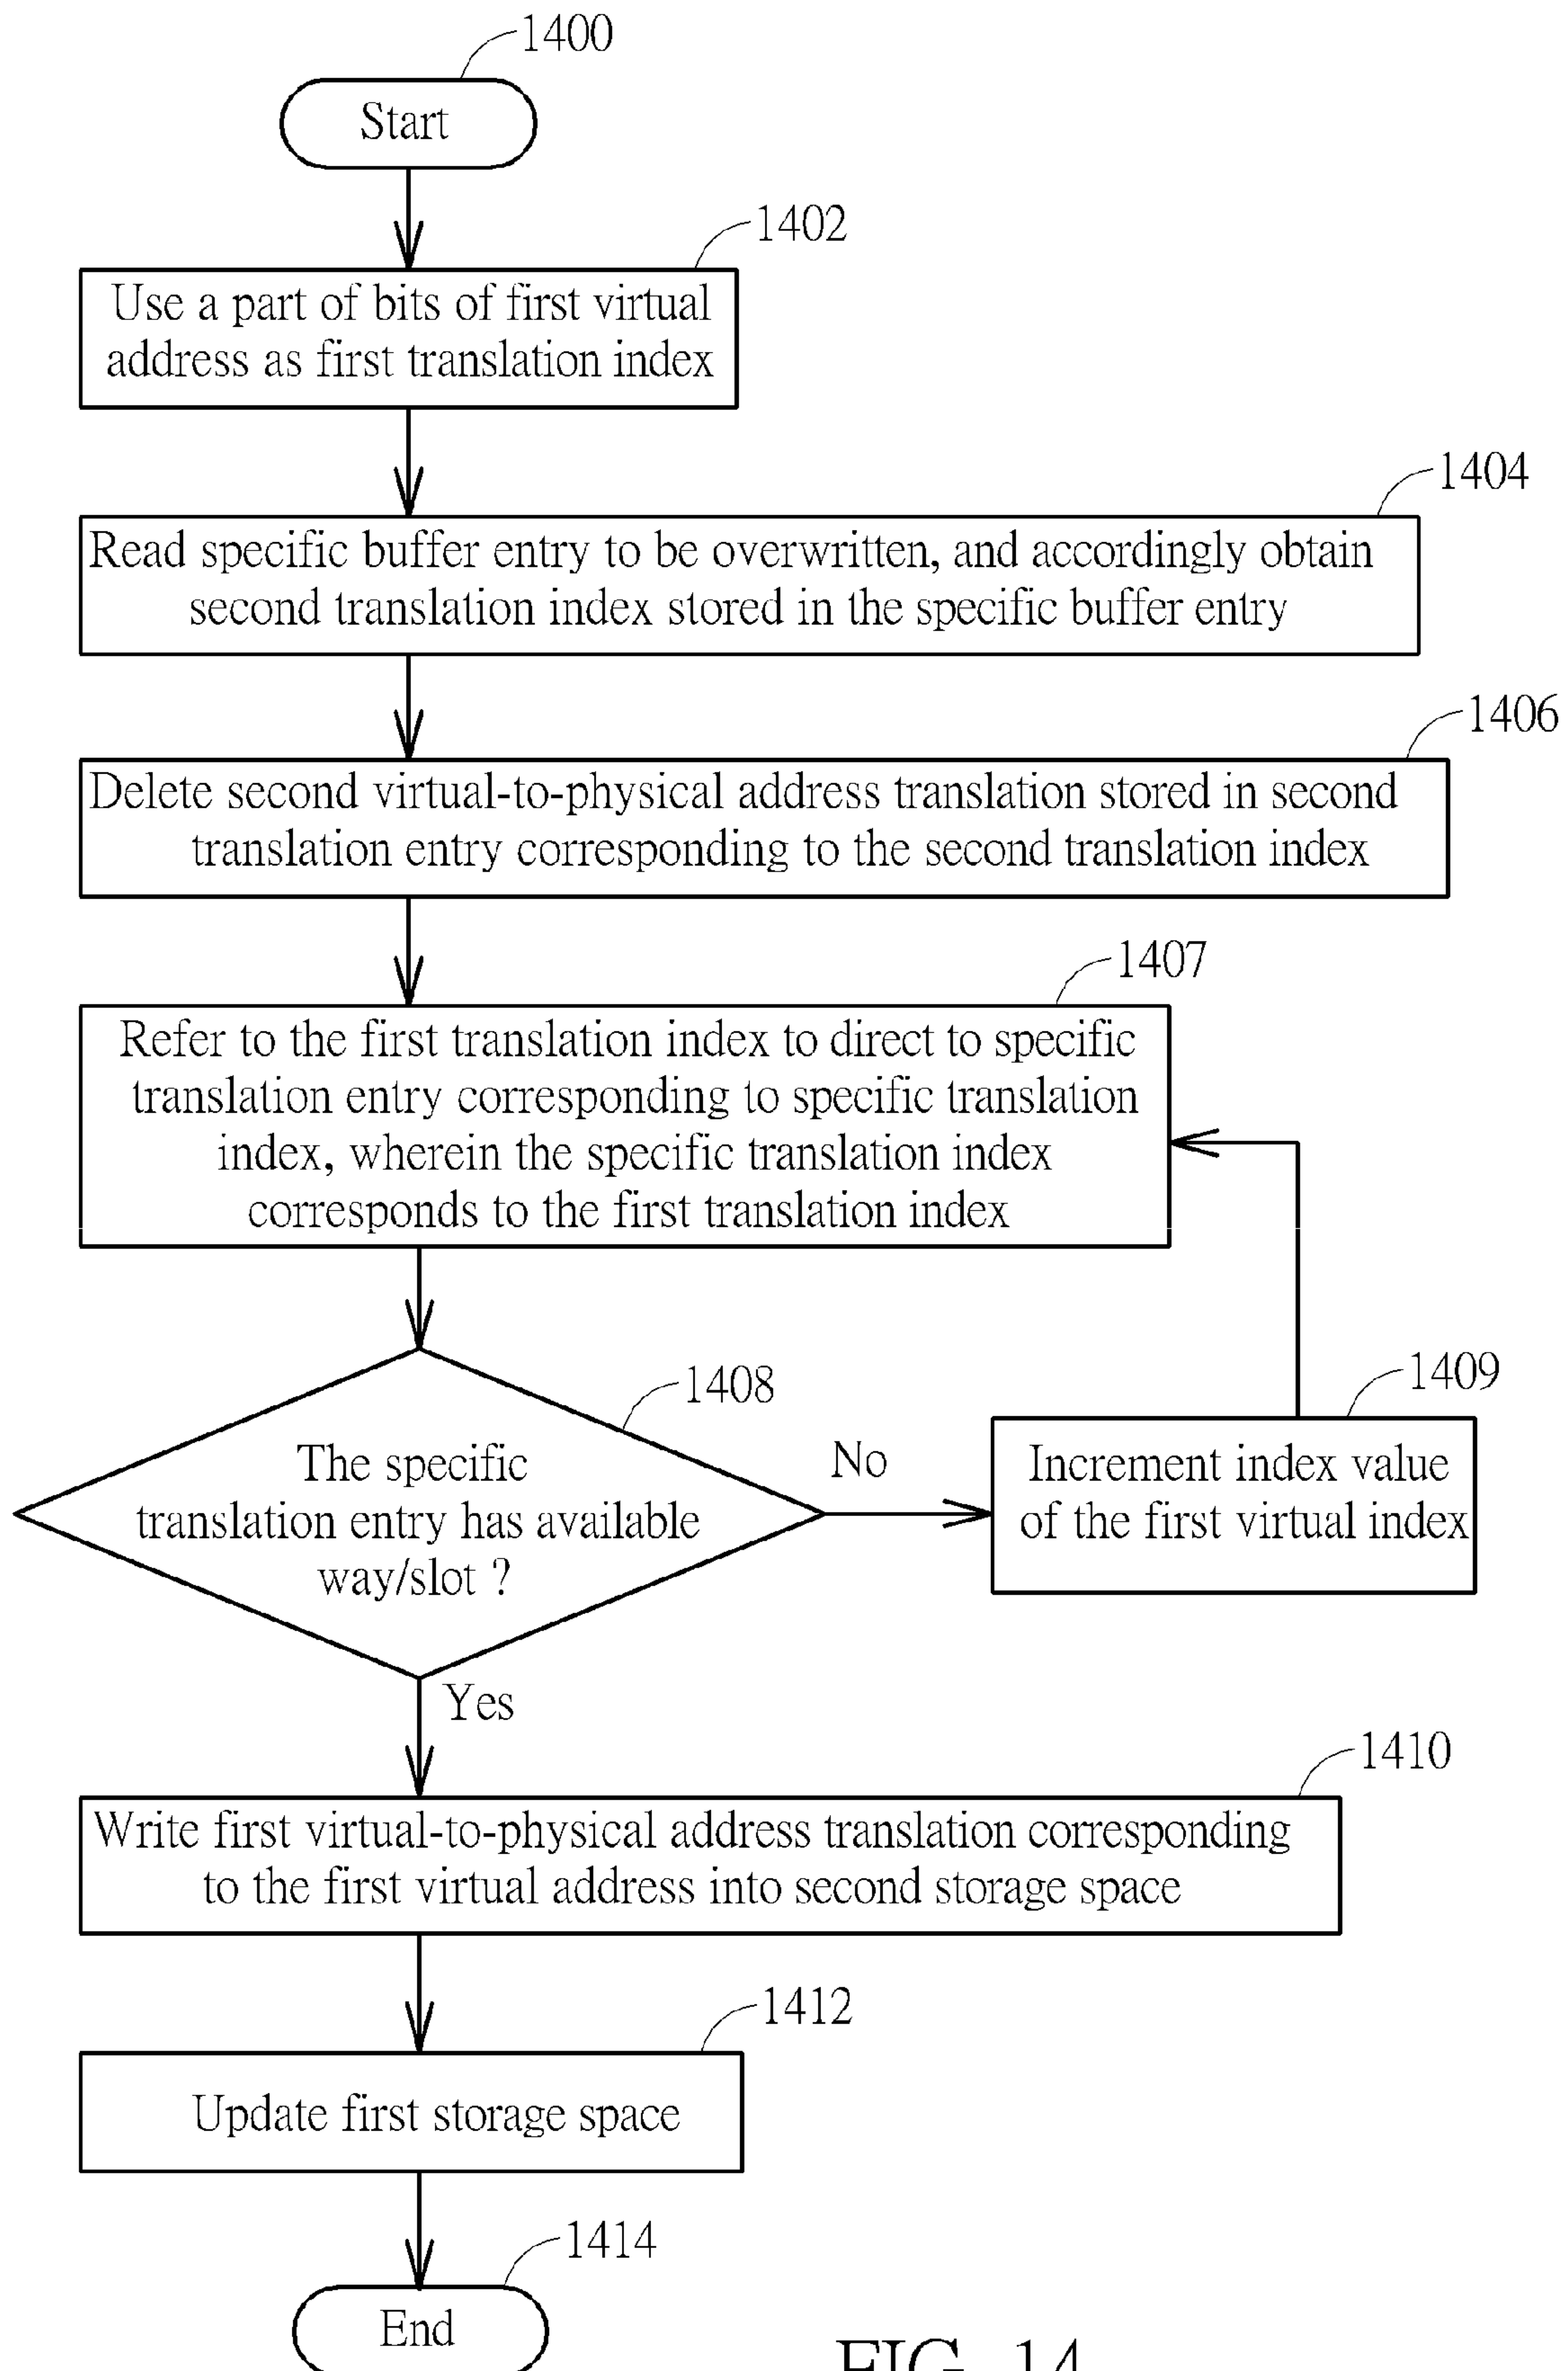 1400
Start
1402
Use a part of bits of first virtual
address as first translation index
1404
Read specific buffer entry to be overwritten, and accordingly obtain
second translation index stored in the specific buffer entry
1406
Delete second virtual-to-physical address translation stored in second
translation entry corresponding to the second translation index
1407
Refer to the first translation index to direct to specific
translation entry corresponding to specific translation
index, wherein the specific translation index
corresponds to the first translation index
1408
The specific
translation entry has available
way/slot ?
No
1409
Increment index value
of the first virtual index
Yes
1410
Write first virtual-to-physical address translation corresponding
to the first virtual address into second storage space
1412
Update first storage space
1414
End
FIG. 14